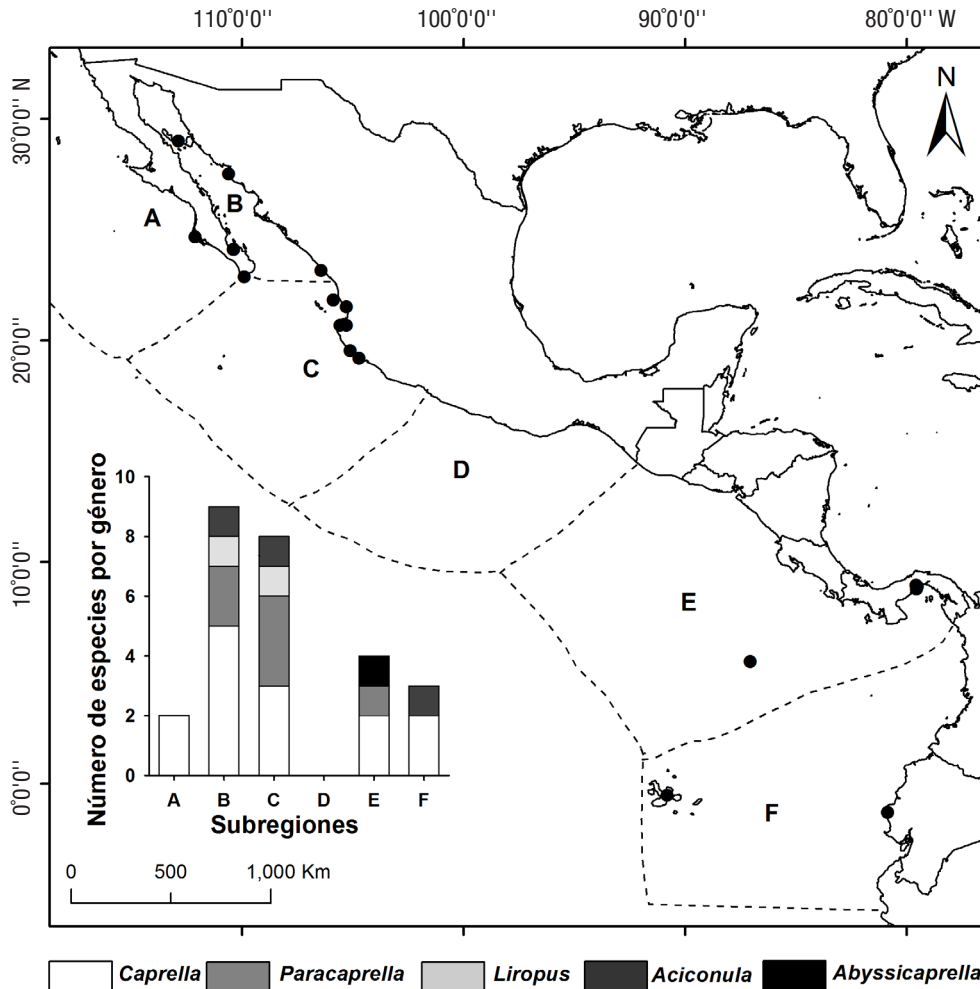 110°0'0'' 100°0'0'' 90°0'0'' 80°0'0'' W
30°0'0'' N
20°0'0''
10°0'0''
0°0'0''
N
A
B
C
D
E
F
Número de especies por género
10
8
6
4
2
0
A B C D E F
Subregiones
0 500 1,000 Km
Caprella Paracaprella Liropus Aciconula Abyssicaprella